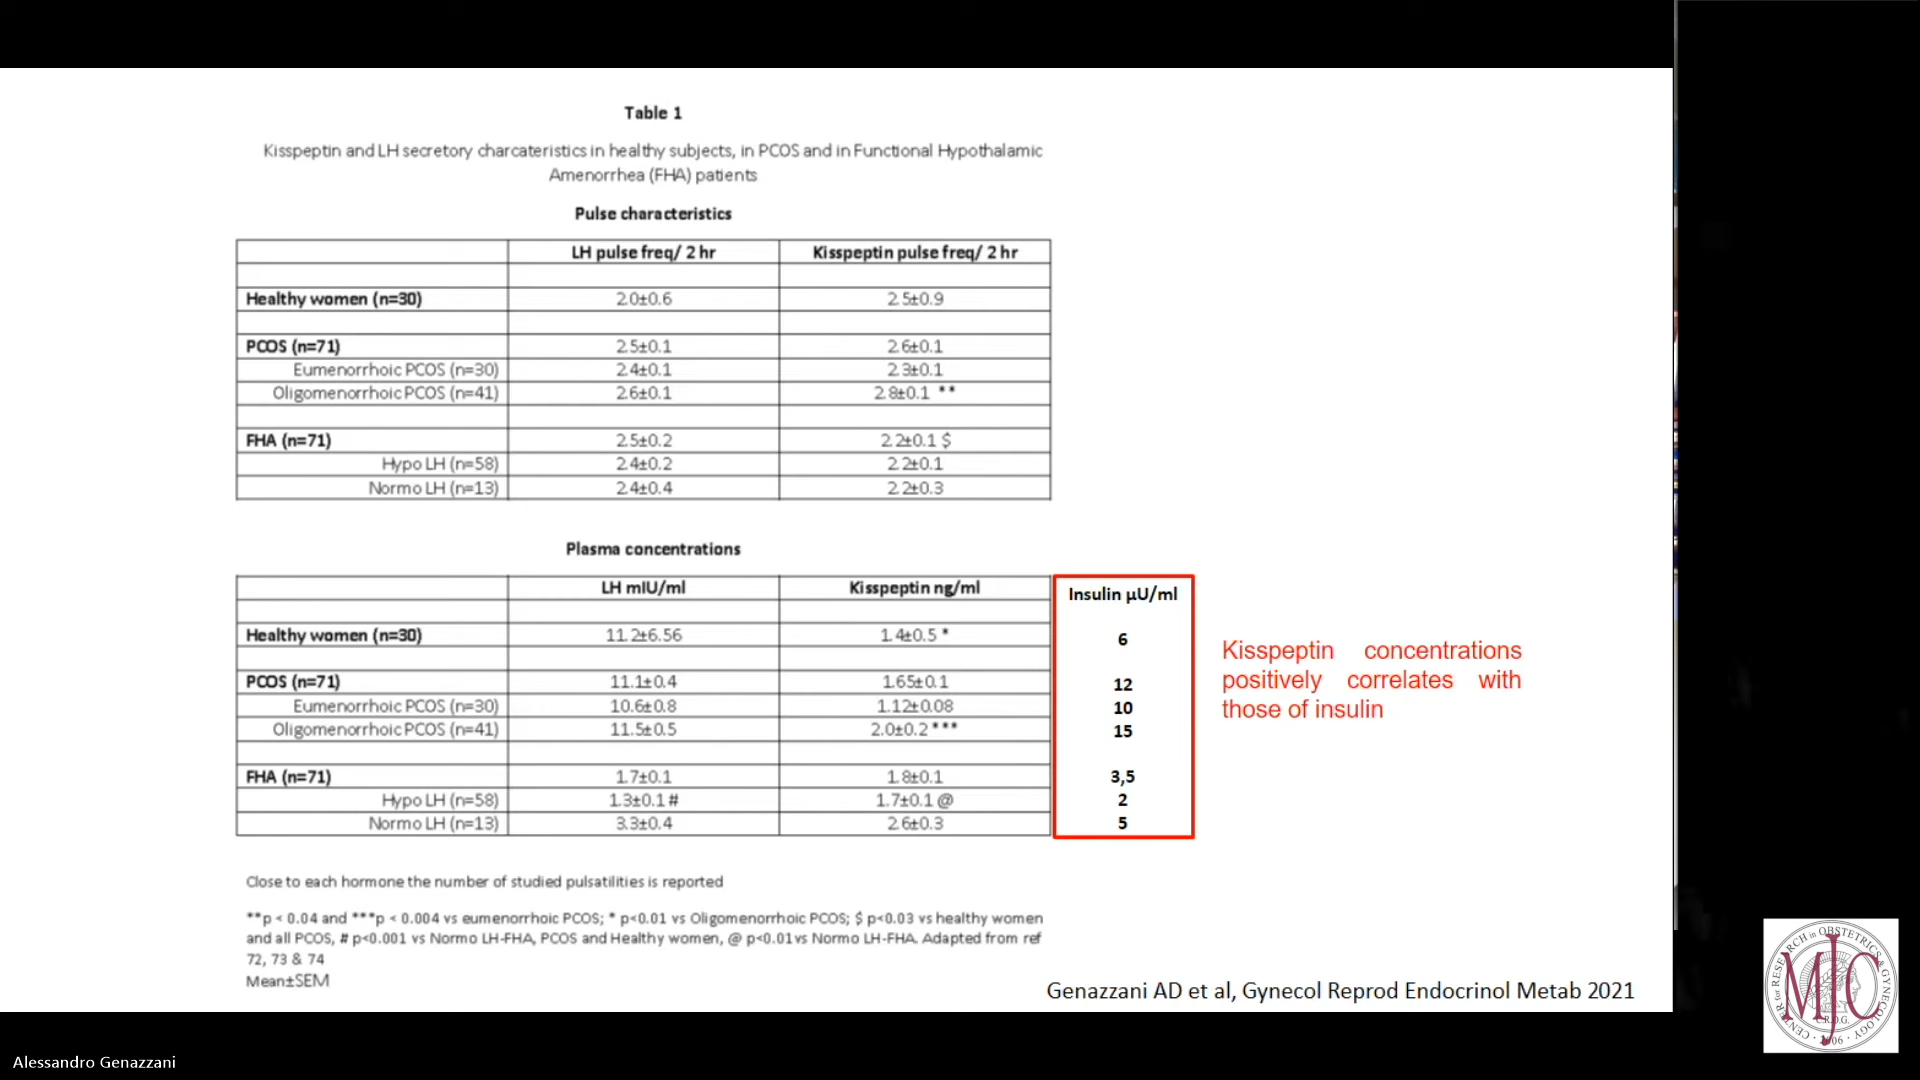 Table 1
Kisspeptin and LH secretory charcateristics in healthy subjects, in PCOS and in Functional Hypothalamic
Amenorrhea (FHA) patients
Pulse characteristics
LH pulse freq/ 2 hr Kisspeptin pulse freq/ 2 hr
Healthy women (n=30) 2.0±0.6 2.5±0.9
PCOS (n=71) 2.5±0.1 2.6±0.1
Eumenorrhoic PCOS (n=30) 2.4±0.1 2.3±0.1
Oligomenorrhoic PCOS (n=41) 2.6±0.1 2.8±0.1 **
FHA (n=71) 2.5±0.2 2.2±0.1 $
Hypo LH (n=58) 2.4±0.2 2.2±0.1
Normo LH (n=13) 2.4±0.4 2.2±0.3
Plasma concentrations
LH mIU/ml Kisspeptin ng/ml Insulin µU/ml
Healthy women (n=30) 11.2±6.56 1.4±0.5 * 6
PCOS (n=71) 11.1±0.4 1.65±0.1 12
Eumenorrhoic PCOS (n=30) 10.6±0.8 1.12±0.08 10
Oligomenorrhoic PCOS (n=41) 11.5±0.5 2.0±0.2 *** 15
FHA (n=71) 1.7±0.1 1.8±0.1 3,5
Hypo LH (n=58) 1.3±0.1 # 1.7±0.1 @ 2
Normo LH (n=13) 3.3±0.4 2.6±0.3 5
Kisspeptin concentrations
positively correlates with
those of insulin
Close to each hormone the number of studied pulsatilities is reported
**p < 0.04 and ***p < 0.004 vs eumenorrhoic PCOS; * p<0.01 vs Oligomenorrhoic PCOS; $ p<0.03 vs healthy women
and all PCOS, # p<0.001 vs Normo LH-FHA, PCOS and Healthy women, @ p<0.01vs Normo LH-FHA. Adapted from ref
72, 73 & 74
Mean±SEM
Genazzani AD et al, Gynecol Reprod Endocrinol Metab 2021
CENTER for RESEARCH in OBSTETRICS & GYNECOLOGY
MJC
C.R.O.G.
2006
Alessandro Genazzani